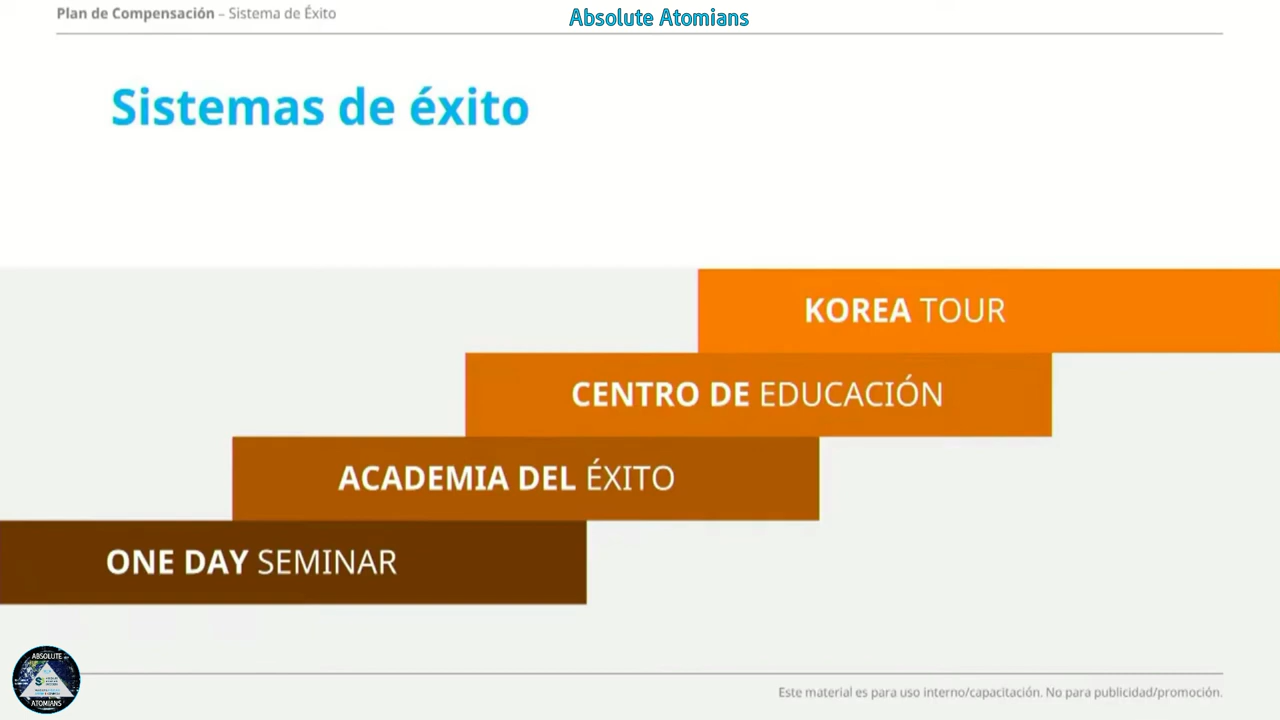 Plan de Compensación – Sistema de Éxito
Absolute Atomians
Sistemas de éxito
KOREA TOUR
CENTRO DE EDUCACIÓN
ACADEMIA DEL ÉXITO
ONE DAY SEMINAR
ABSOLUTE
ATOMIANS
Este material es para uso interno/capacitación. No para publicidad/promoción.